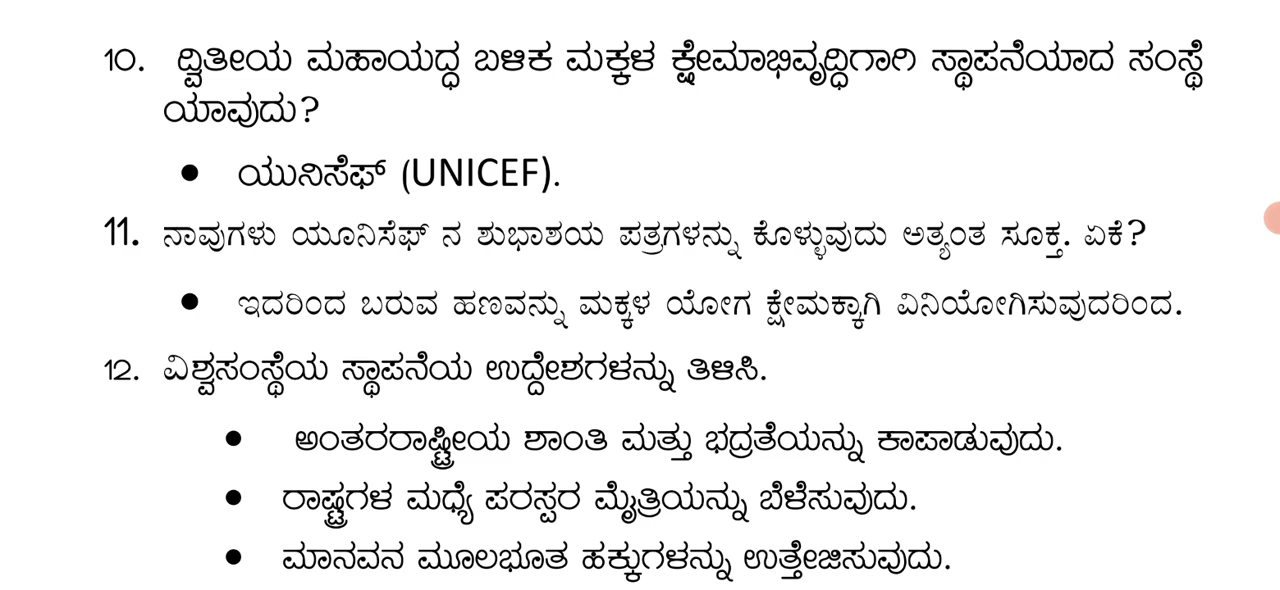 10. ದ್ವಿತೀಯ ಮಹಾಯುದ್ಧ ಬಳಿಕ ಮಕ್ಕಳ ಕ್ಷೇಮಾಭಿವೃದ್ಧಿಗಾಗಿ ಸ್ಥಾಪನೆಯಾದ ಸಂಸ್ಥೆ
ಯಾವುದು?
● ಯುನಿಸೆಫ್ (UNICEF).
11. ನಾವುಗಳು ಯೂನಿಸೆಫ್ ನ ಶುಭಾಶಯ ಪತ್ರಗಳನ್ನು ಕೊಳ್ಳುವುದು ಅತ್ಯಂತ ಸೂಕ್ತ. ಏಕೆ?
● ಇದರಿಂದ ಬರುವ ಹಣವನ್ನು ಮಕ್ಕಳ ಯೋಗ ಕ್ಷೇಮಕ್ಕಾಗಿ ವಿನಿಯೋಗಿಸುವುದರಿಂದ.
12. ವಿಶ್ವಸಂಸ್ಥೆಯ ಸ್ಥಾಪನೆಯ ಉದ್ದೇಶಗಳನ್ನು ತಿಳಿಸಿ.
● ಅಂತರರಾಷ್ಟ್ರೀಯ ಶಾಂತಿ ಮತ್ತು ಭದ್ರತೆಯನ್ನು ಕಾಪಾಡುವುದು.
● ರಾಷ್ಟ್ರಗಳ ಮಧ್ಯೆ ಪರಸ್ಪರ ಮೈತ್ರಿಯನ್ನು ಬೆಳೆಸುವುದು.
● ಮಾನವನ ಮೂಲಭೂತ ಹಕ್ಕುಗಳನ್ನು ಉತ್ತೇಜಿಸುವುದು.